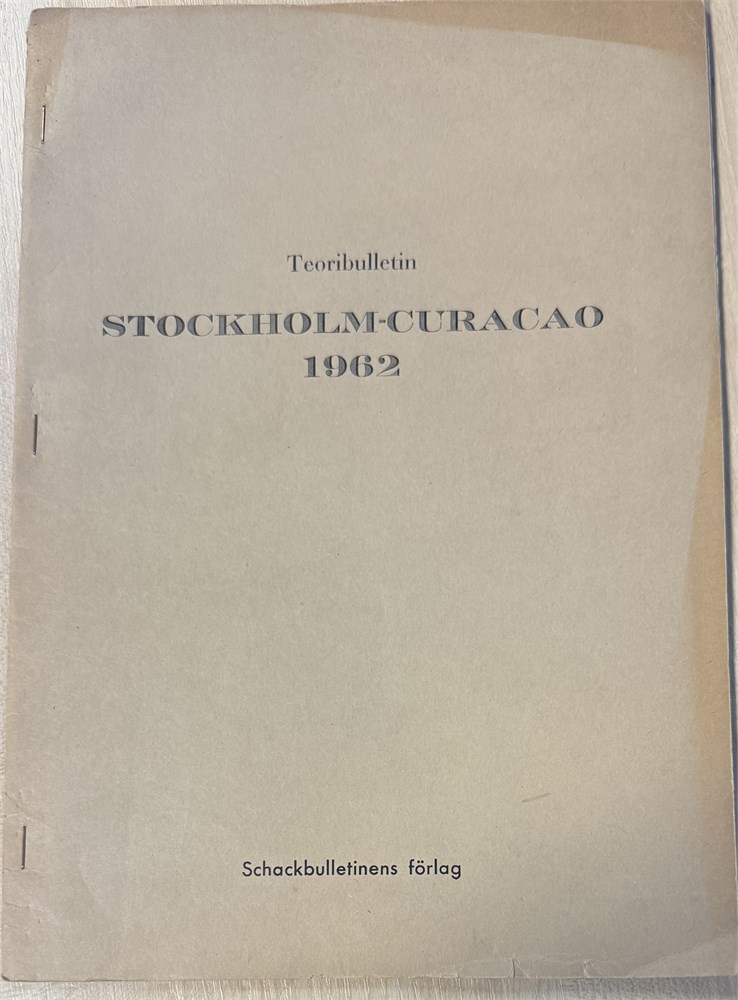 Teoribulletin
STOCKHOLM-CURACAO
1962
Schackbulletinens förlag